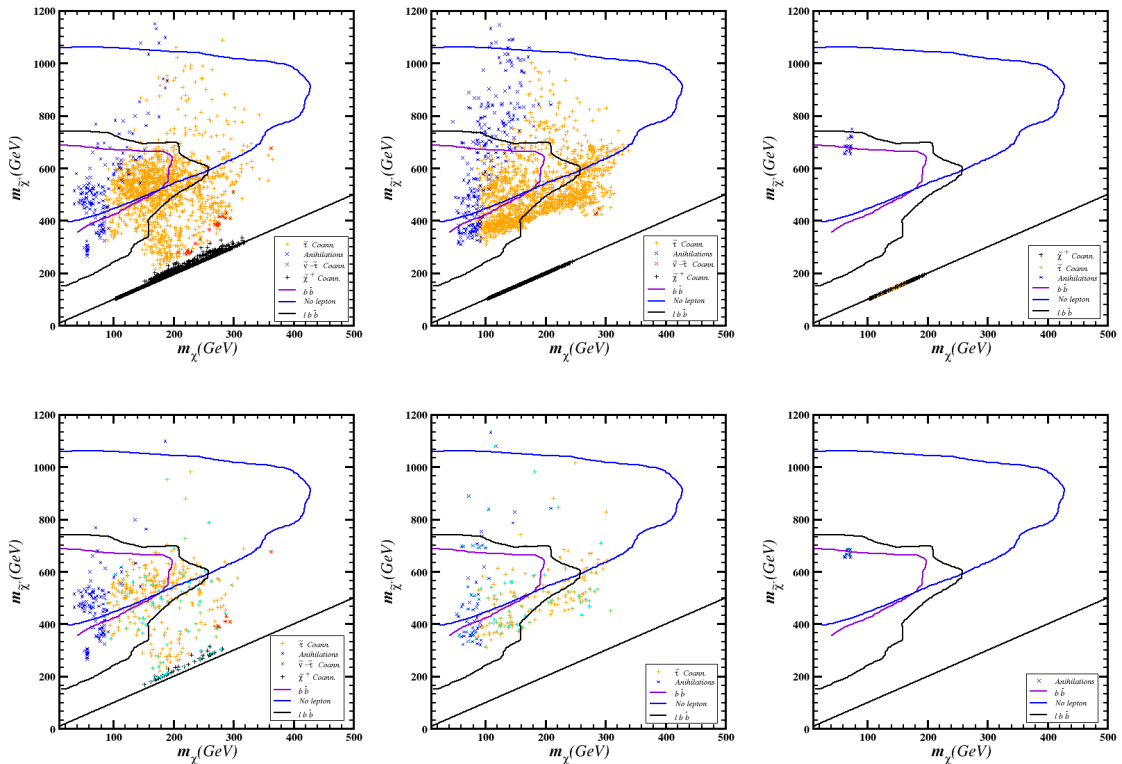 1200
1000
800
600
400
200
0
m_χ̃⁺(GeV)
τ̃ Coann.
Anihilations
ν̃−τ̃ Coann.
χ̃⁺ Coann.
b b̄
No lepton
l b b̄
100 200 300 400 500
m_χ(GeV)
1200
1000
800
600
400
200
0
m_χ̃⁺(GeV)
τ̃ Coann.
Anihilations
ν̃−τ̃ Coann.
χ̃⁺ Coann.
b b̄
No lepton
l b b̄
100 200 300 400 500
m_χ(GeV)
1200
1000
800
600
400
200
0
m_χ̃⁺(GeV)
χ̃⁺ Coann.
τ̃ Coann.
Anihilations
b b̄
No lepton
l b b̄
100 200 300 400 500
m_χ(GeV)
1200
1000
800
600
400
200
0
m_χ̃⁺(GeV)
τ̃ Coann.
Anihilations
ν̃−τ̃ Coann.
χ̃⁺ Coann.
b b̄
No lepton
l b b̄
100 200 300 400 500
m_χ(GeV)
1200
1000
800
600
400
200
0
m_χ̃⁺(GeV)
τ̃ Coann.
Anihilations
b b̄
No lepton
l b b̄
100 200 300 400 500
m_χ(GeV)
1200
1000
800
600
400
200
0
m_χ̃⁺(GeV)
Anihilations
b b̄
No lepton
l b b̄
100 200 300 400 500
m_χ(GeV)